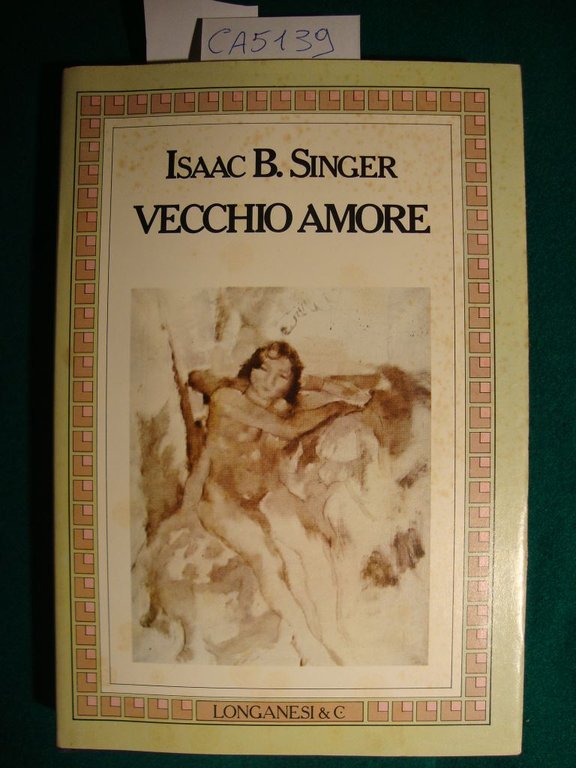 CA5139
ISAAC B. SINGER
VECCHIO AMORE
LONGANESI & C.